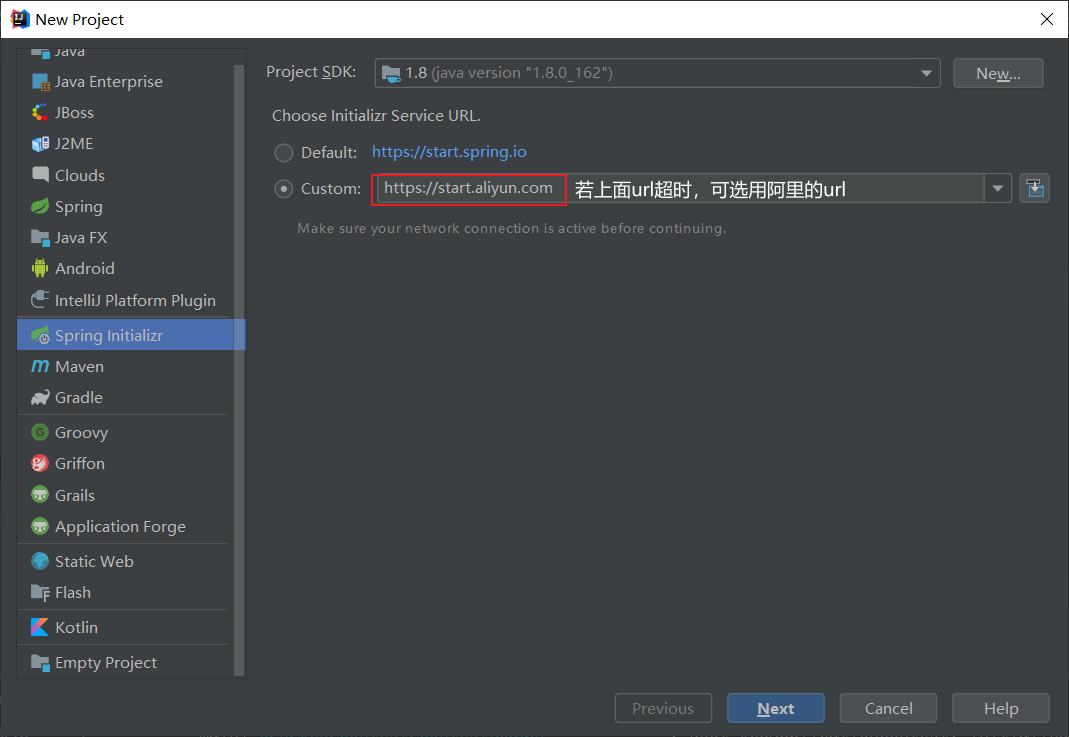 New Project
Java
Java Enterprise
JBoss
J2ME
Clouds
Spring
Java FX
Android
IntelliJ Platform Plugin
Spring Initializr
Maven
Gradle
Groovy
Griffon
Grails
Application Forge
Static Web
Flash
Kotlin
Empty Project
Project SDK: 1.8 (java version "1.8.0_162") New...
Choose Initializr Service URL.
Default: https://start.spring.io
Custom: https://start.aliyun.com 若上面url超时，可选用阿里的url
Make sure your network connection is active before continuing.
Previous Next Cancel Help